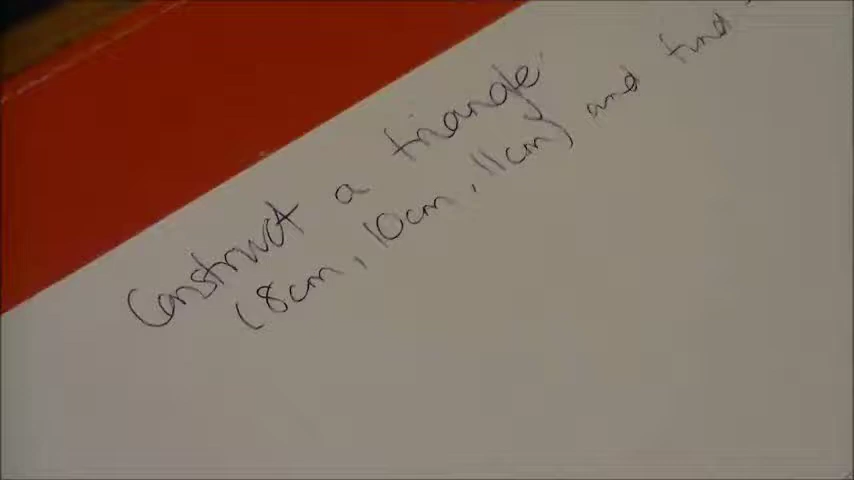 Construct a triangle
(8cm, 10cm, 11cm) and find